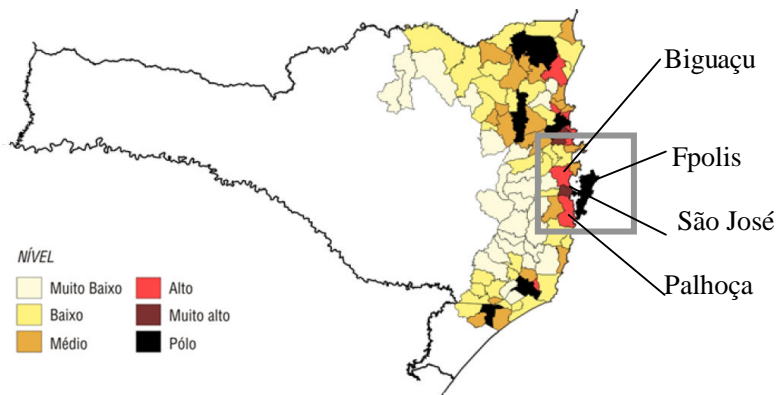 Biguaçu
Fpolis
São José
Palhoça
NÍVEL
Muito Baixo
Alto
Baixo
Muito alto
Médio
Pólo